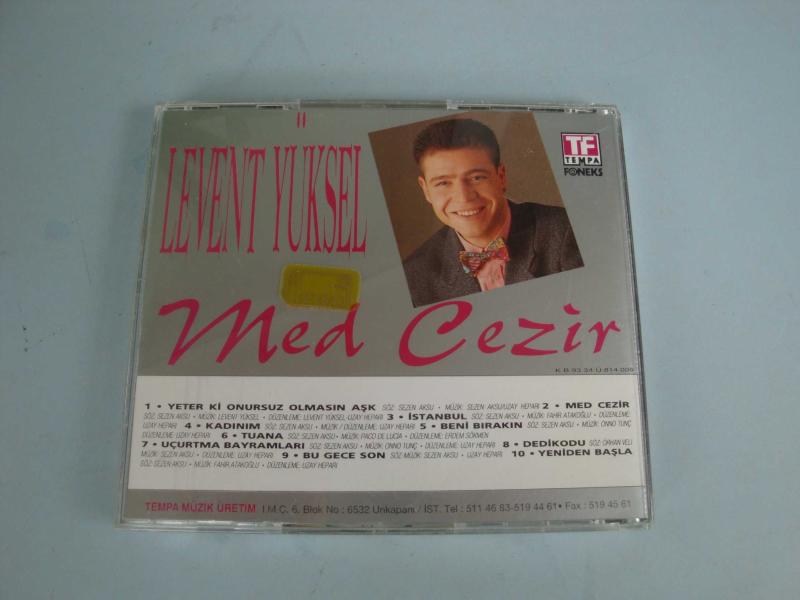 LEVENT YÜKSEL
TF
TEMPA
FONEKS
Med Cezir
K.B.93.34.Ü.814.005
1 • YETER Kİ ONURSUZ OLMASIN AŞK SÖZ: SEZEN AKSU • MÜZİK: SEZEN AKSU/UZAY HEPARI 2 • MED CEZİR
SÖZ: SEZEN AKSU • MÜZİK: LEVENT YÜKSEL • DÜZENLEME: LEVENT YÜKSEL-UZAY HEPARI 3 • İSTANBUL SÖZ: SEZEN AKSU • MÜZİK: FAHİR ATAKOĞLU • DÜZENLEME:
UZAY HEPARI 4 • KADINIM SÖZ: SEZEN AKSU • MÜZİK / DÜZENLEME: UZAY HEPARI 5 • BENİ BIRAKIN SÖZ: SEZEN AKSU • MÜZİK: ONNO TUNÇ
DÜZENLEME: UZAY HEPARI 6 • TUANA SÖZ: SEZEN AKSU • MÜZİK: PACO DE LUCIA • DÜZENLEME: ERDEM SÖKMEN
7 • UÇURTMA BAYRAMLARI SÖZ: SEZEN AKSU • MÜZİK: ONNO TUNÇ • DÜZENLEME: UZAY HEPARI 8 • DEDİKODU SÖZ: ORHAN VELİ
MÜZİK: SEZEN AKSU • DÜZENLEME: UZAY HEPARI 9 • BU GECE SON SÖZ/MÜZİK: SEZEN AKSU • UZAY HEPARI 10 • YENİDEN BAŞLA
SÖZ: SEZEN AKSU • MÜZİK: FAHİR ATAKOĞLU • DÜZENLEME: UZAY HEPARI
TEMPA MÜZİK ÜRETİM I.M.Ç. 6. Blok No : 6532 Unkapanı / İST. Tel : 511 46 83-519 44 61 • Fax : 519 45 61